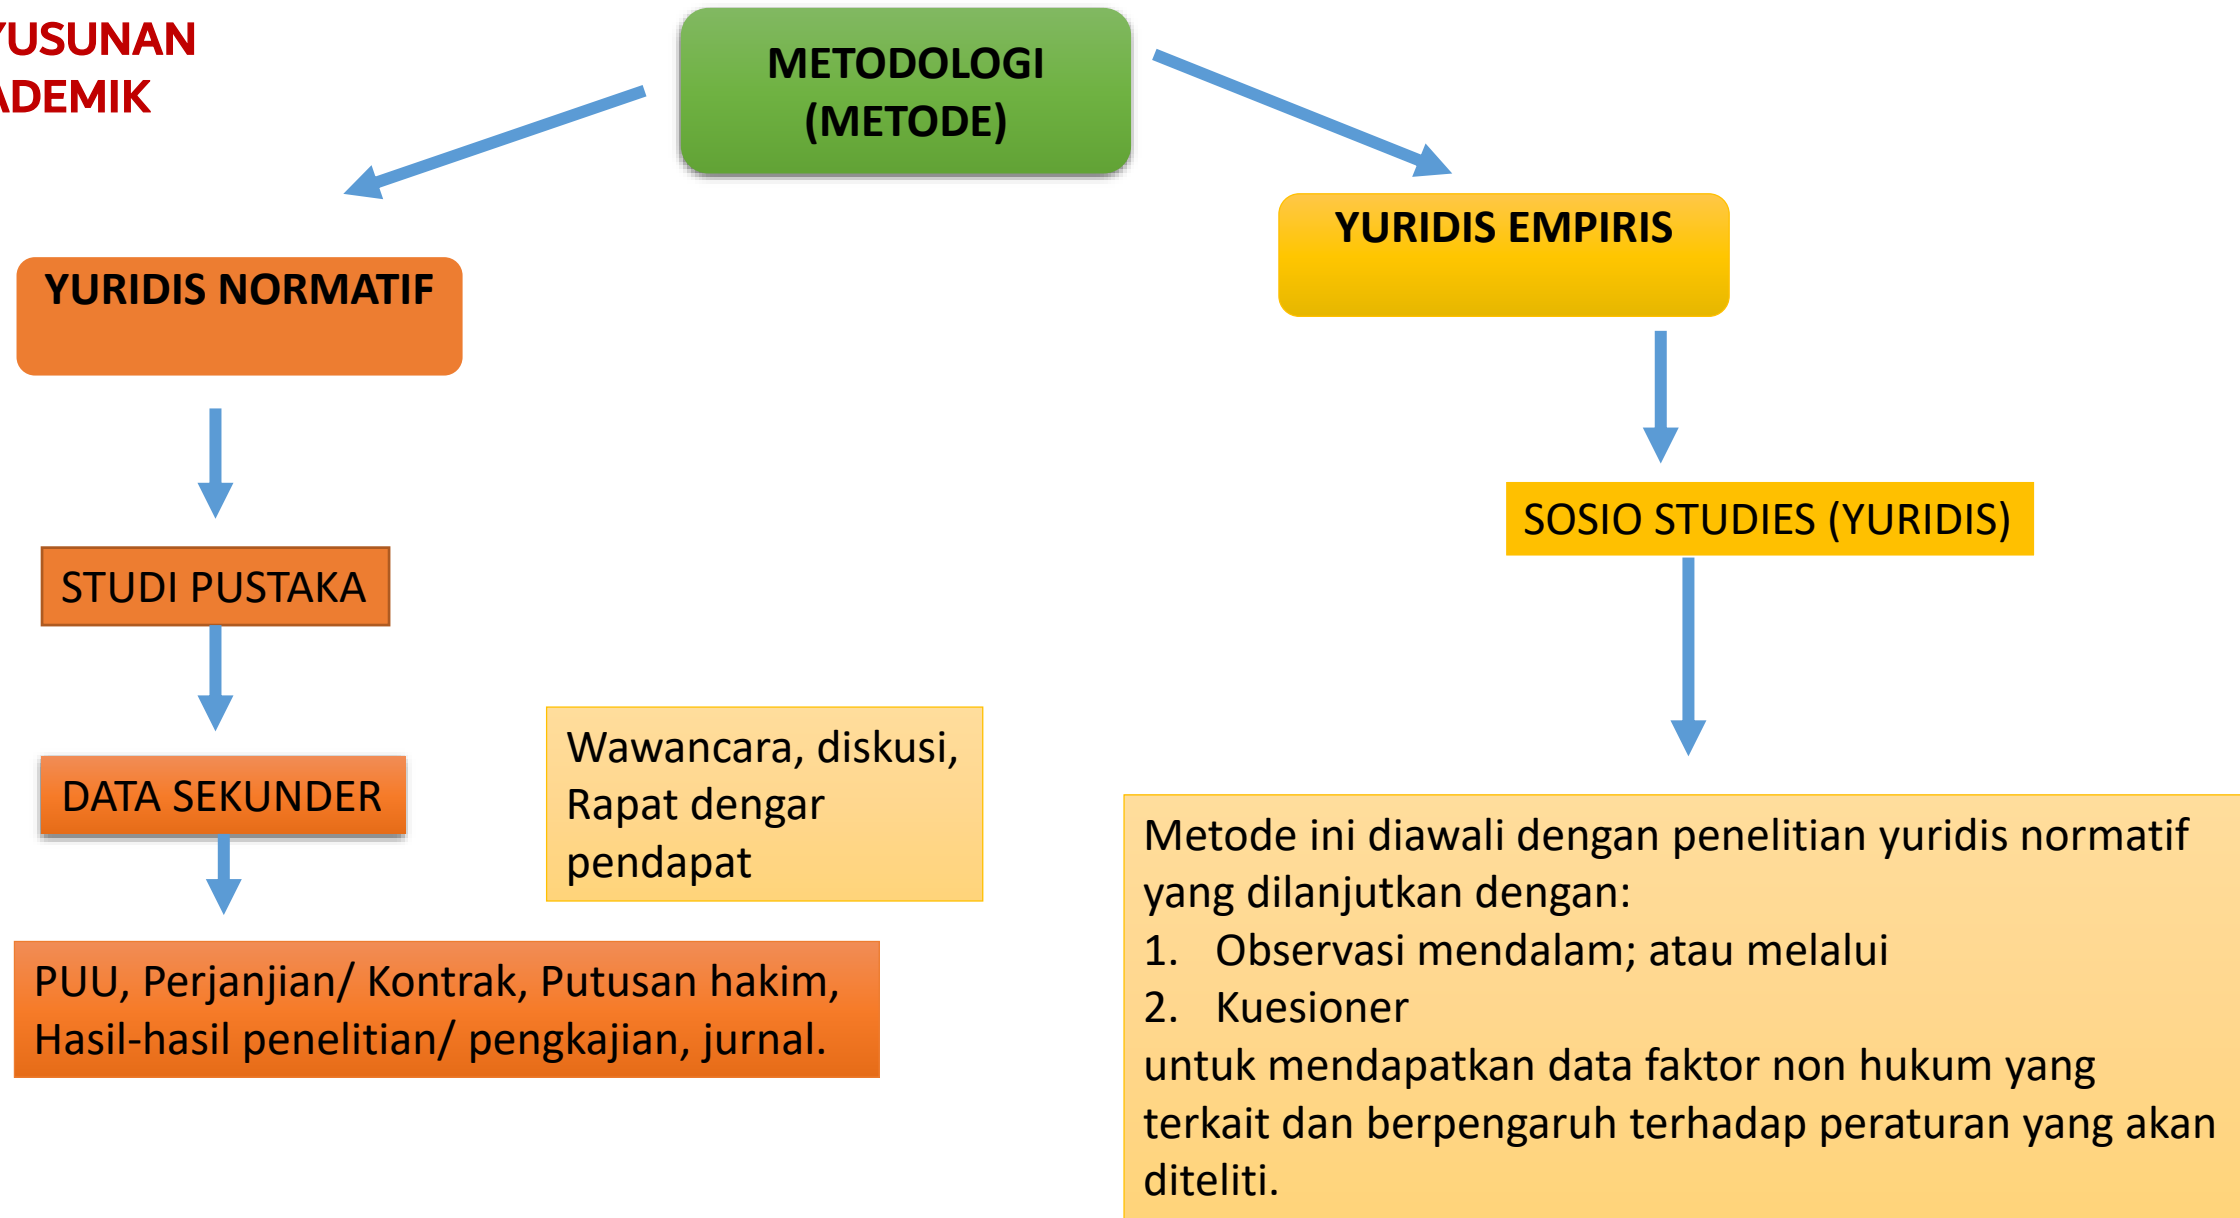 YUSUNAN
ADEMIK
METODOLOGI
(METODE)
YURIDIS NORMATIF
STUDI PUSTAKA
DATA SEKUNDER
PUU, Perjanjian/ Kontrak, Putusan hakim,
Hasil-hasil penelitian/ pengkajian, jurnal.
Wawancara, diskusi,
Rapat dengar
pendapat
YURIDIS EMPIRIS
SOSIO STUDIES (YURIDIS)
Metode ini diawali dengan penelitian yuridis normatif
yang dilanjutkan dengan:
1. Observasi mendalam; atau melalui
2. Kuesioner
untuk mendapatkan data faktor non hukum yang
terkait dan berpengaruh terhadap peraturan yang akan
diteliti.